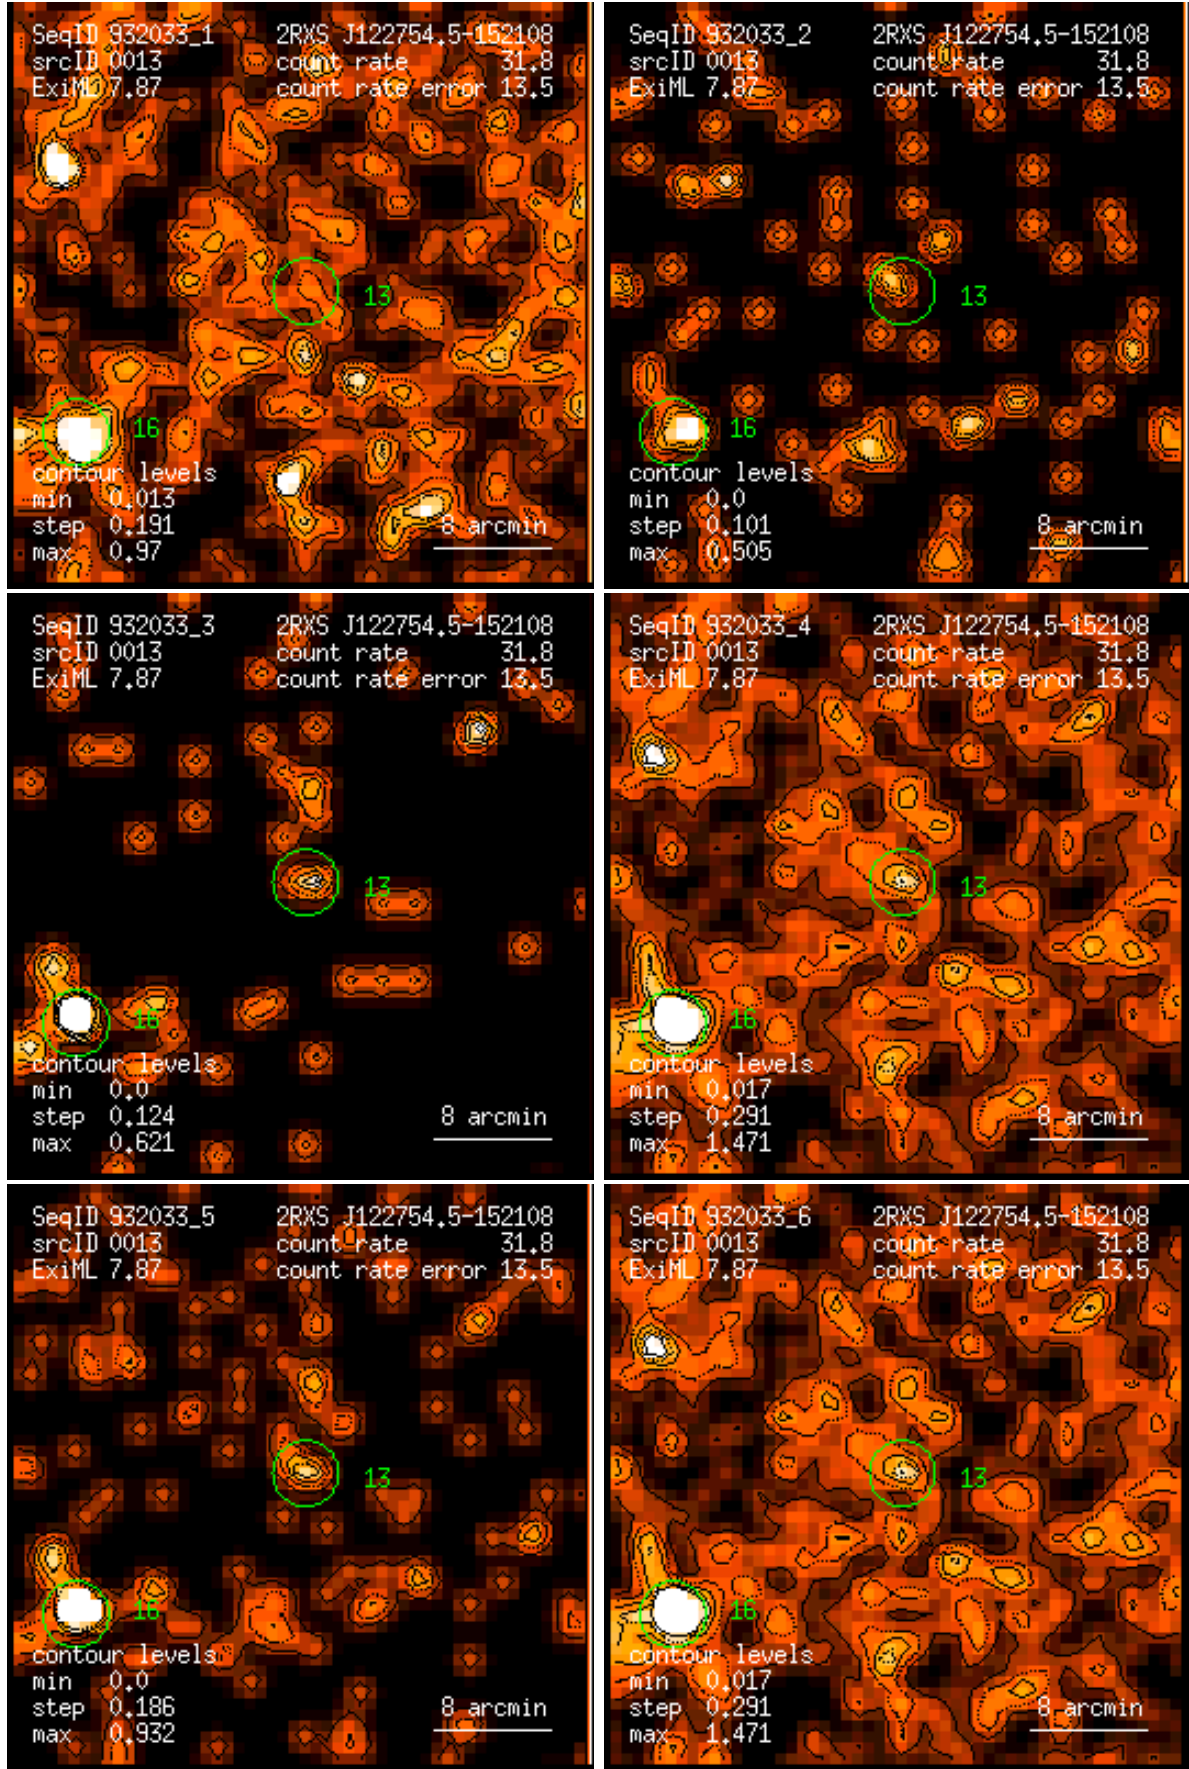 SeqID 932033_1 2RXS J122754.5-152108
srcID 0013 count rate 31.8
ExiML 7.87 count rate error 13.5
13
16
contour levels
min 0.013
step 0.191 8 arcmin
max 0.97
SeqID 932033_2 2RXS J122754.5-152108
srcID 0013 count rate 31.8
ExiML 7.87 count rate error 13.5
13
16
contour levels
min 0.0
step 0.101 8 arcmin
max 0.505
SeqID 932033_3 2RXS J122754.5-152108
srcID 0013 count rate 31.8
ExiML 7.87 count rate error 13.5
13
16
contour levels
min 0.0
step 0.124 8 arcmin
max 0.621
SeqID 932033_4 2RXS J122754.5-152108
srcID 0013 count rate 31.8
ExiML 7.87 count rate error 13.5
13
16
contour levels
min 0.017
step 0.291 8 arcmin
max 1.471
SeqID 932033_5 2RXS J122754.5-152108
srcID 0013 count rate 31.8
ExiML 7.87 count rate error 13.5
13
16
contour levels
min 0.0
step 0.186 8 arcmin
max 0.932
SeqID 932033_6 2RXS J122754.5-152108
srcID 0013 count rate 31.8
ExiML 7.87 count rate error 13.5
13
16
contour levels
min 0.017
step 0.291 8 arcmin
max 1.471